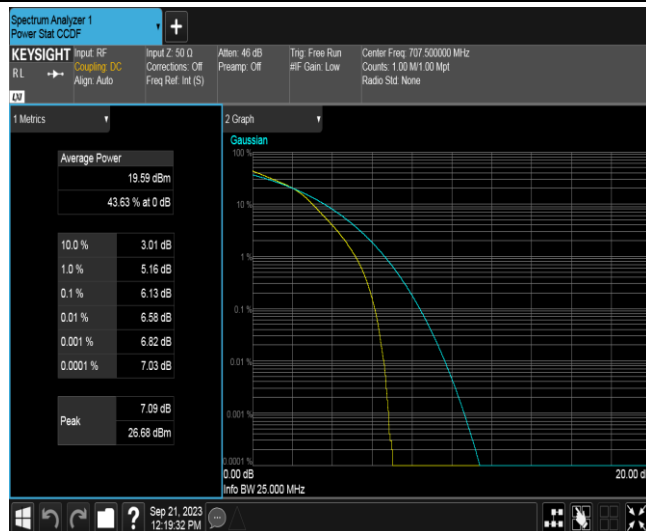 Spectrum Analyzer 1
Power Stat CCDF
+
KEYSIGHT
RL
Input: RF
Coupling: DC
Align: Auto
Input Z: 50 Ω
Corrections: Off
Freq Ref: Int (S)
Atten: 46 dB
Preamp: Off
Trig: Free Run
#IF Gain: Low
Center Freq: 707.500000 MHz
Counts: 1.00 M/1.00 Mpt
Radio Std: None
1 Metrics
Average Power
19.59 dBm
43.63 % at 0 dB
10.0 % 3.01 dB
1.0 % 5.16 dB
0.1 % 6.13 dB
0.01 % 6.58 dB
0.001 % 6.82 dB
0.0001 % 7.03 dB
Peak
7.09 dB
26.68 dBm
2 Graph
Gaussian
100 %
10 %
1 %
0.1 %
0.01 %
0.001 %
0.0001 %
0.00 dB
20.00 d
Info BW 25.000 MHz
?
Sep 21, 2023
12:19:32 PM